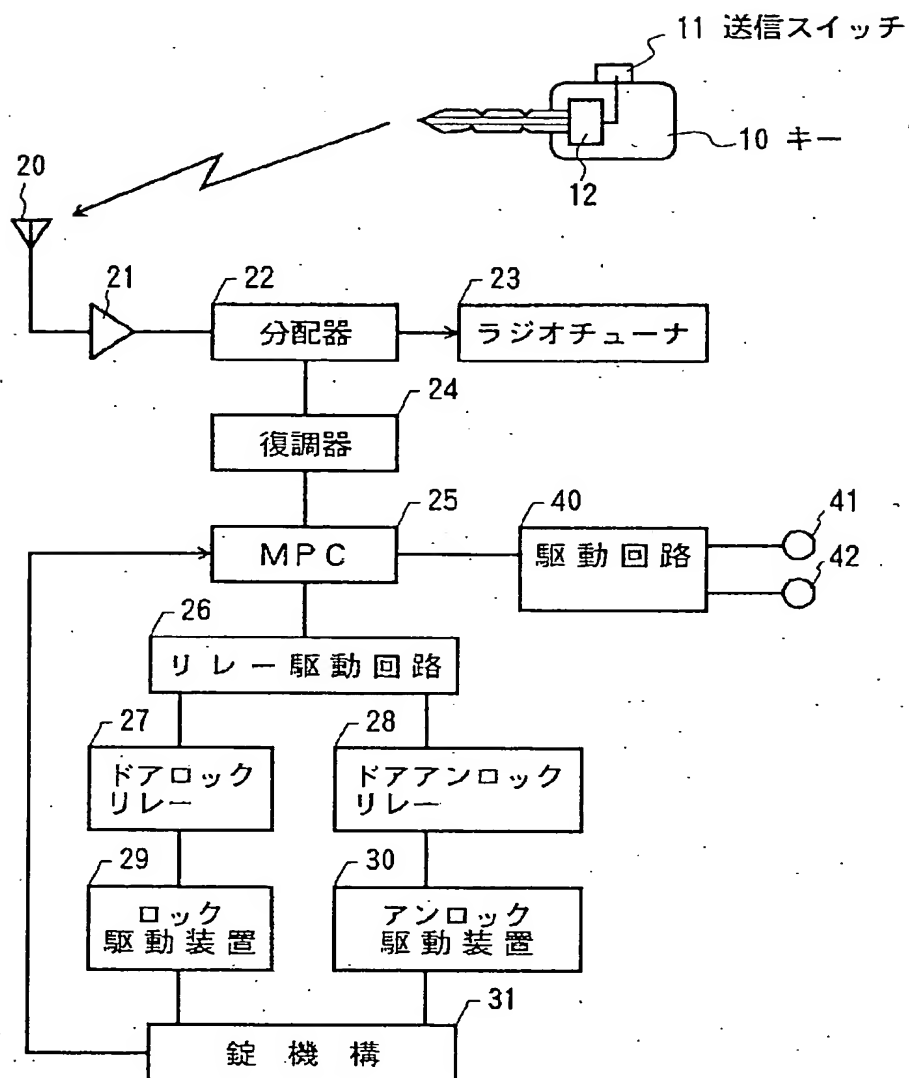 11 送信スイッチ
10 キー
12
20
21
22
分配器
23
ラジオチューナ
24
復調器
25
MPC
40
駆動回路
41
42
26
リレー駆動回路
27
ドアロック
リレー
28
ドアアンロック
リレー
29
ロック
駆動装置
30
アンロック
駆動装置
31
錠機構